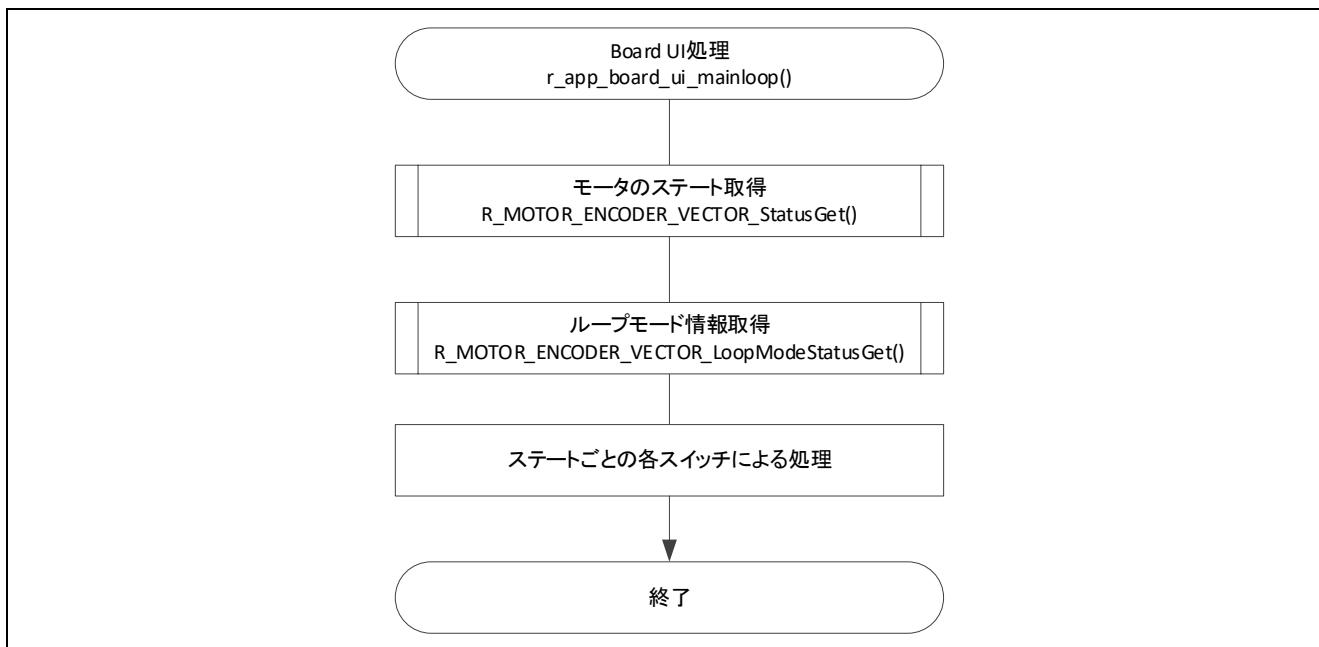 Board UI処理
r_app_board_ui_mainloop()
モータのステート取得
R_MOTOR_ENCODER_VECTOR_StatusGet()
ループモード情報取得
R_MOTOR_ENCODER_VECTOR_LoopModeStatusGet()
ステートごとの各スイッチによる処理
終了